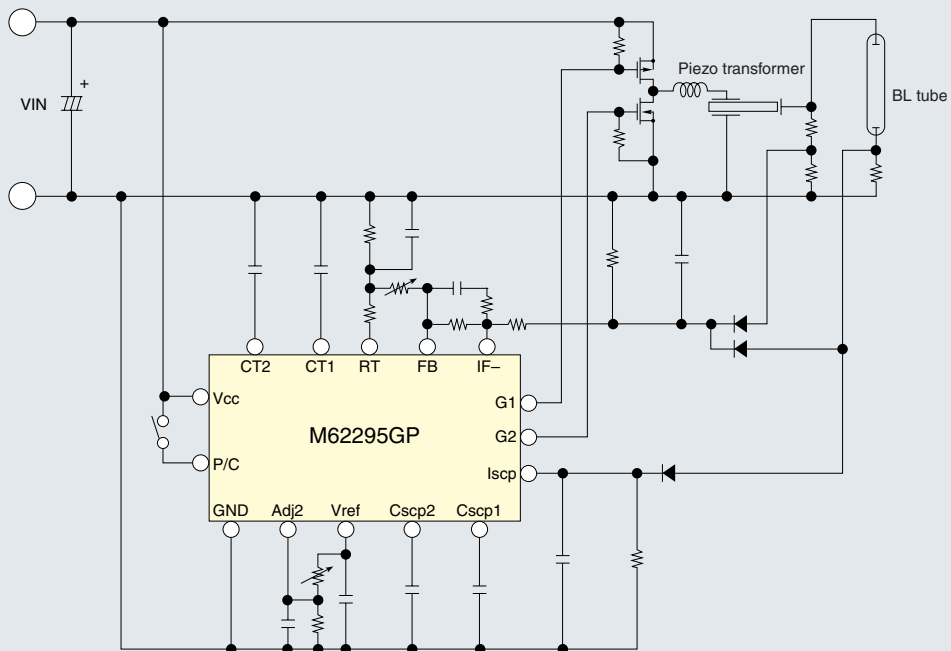 Piezo transformer
BL tube
+
VIN
CT2
CT1
RT
FB
IF–
Vcc
G1
M62295GP
G2
P/C
Iscp
GND
Adj2
Vref
Cscp2
Cscp1